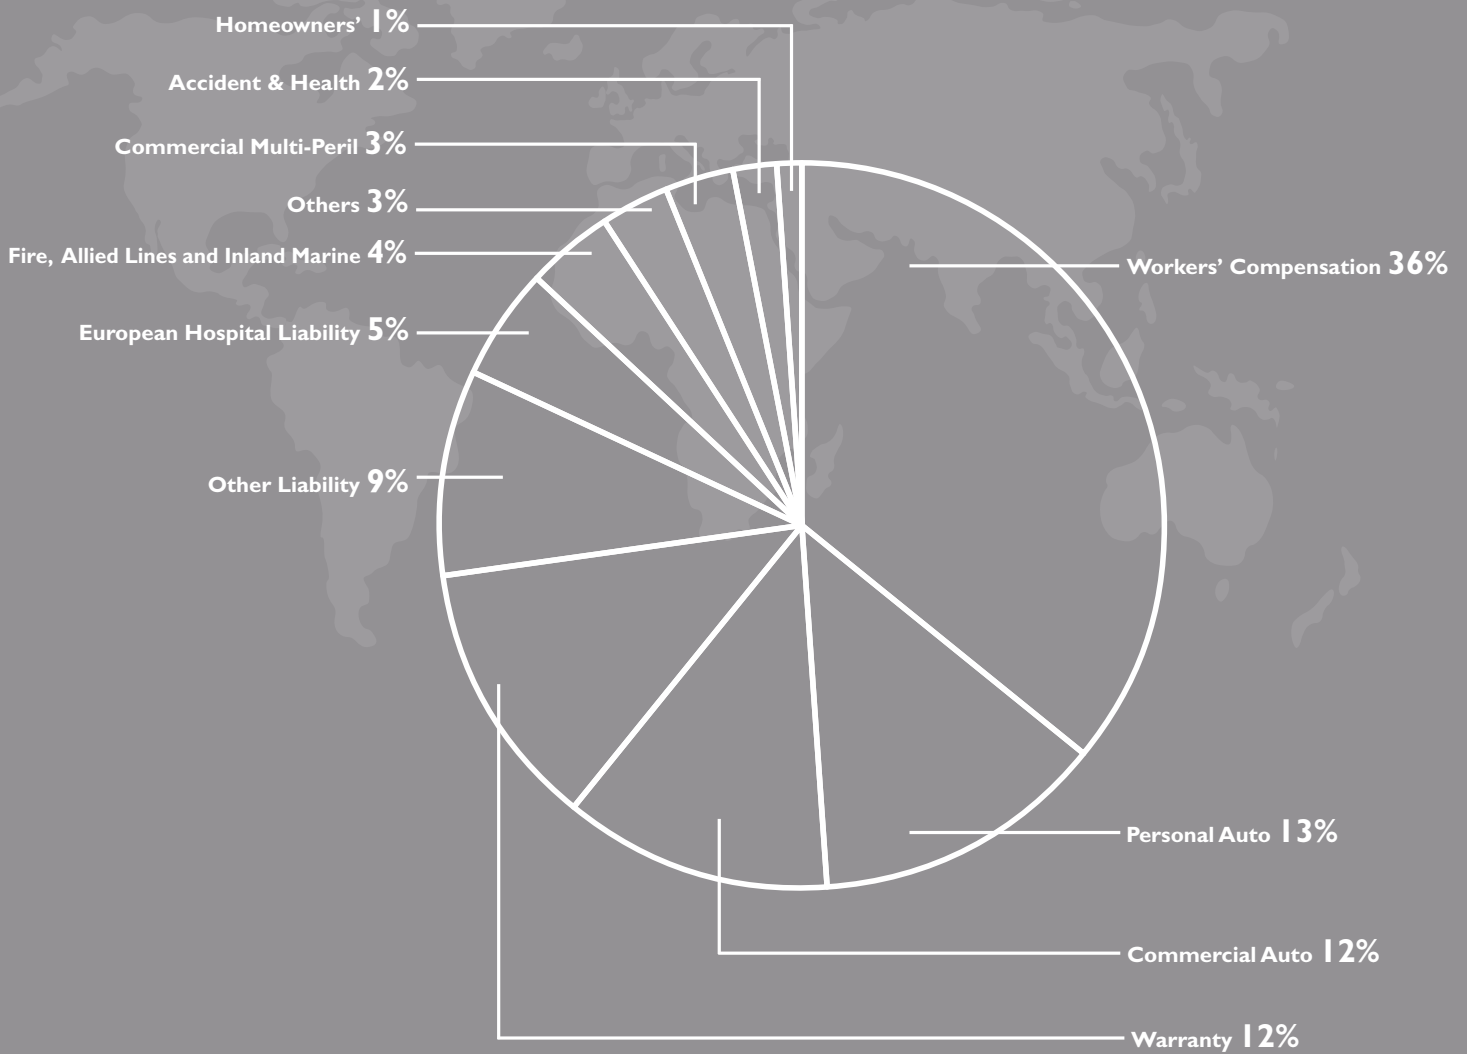 Homeowners’ 1%
Accident & Health 2%
Commercial Multi-Peril 3%
Others 3%
Fire, Allied Lines and Inland Marine 4%
European Hospital Liability 5%
Other Liability 9%
Workers’ Compensation 36%
Personal Auto 13%
Commercial Auto 12%
Warranty 12%